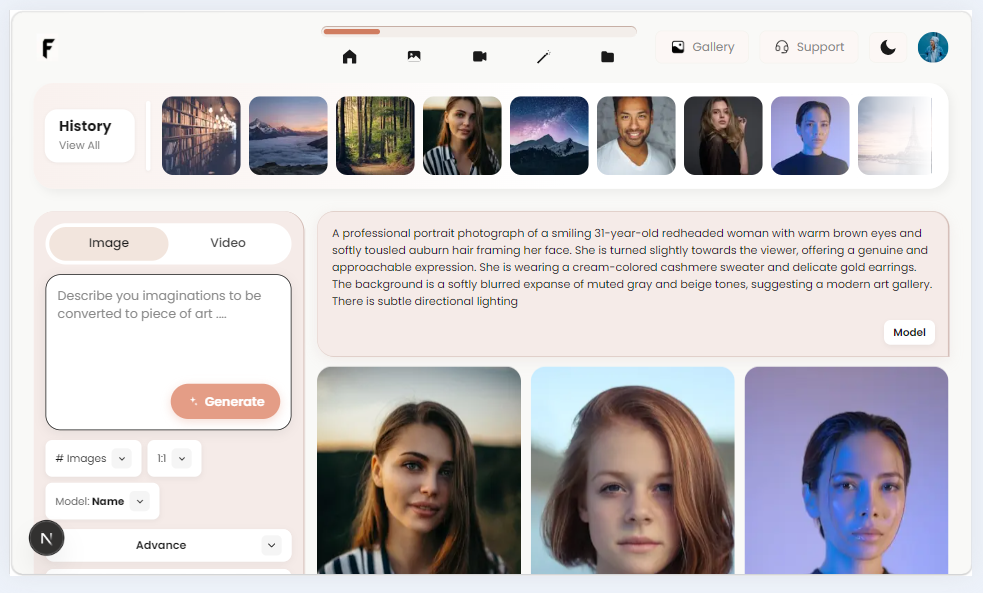 F
Gallery
Support
History
View All
Image
Video
Describe you imaginations to be
converted to piece of art ....
Generate
# Images
1:1
Model: Name
Advance
N
A professional portrait photograph of a smiling 31-year-old redheaded woman with warm brown eyes and
softly tousled auburn hair framing her face. She is turned slightly towards the viewer, offering a genuine and
approachable expression. She is wearing a cream-colored cashmere sweater and delicate gold earrings.
The background is a softly blurred expanse of muted gray and beige tones, suggesting a modern art gallery.
There is subtle directional lighting
Model